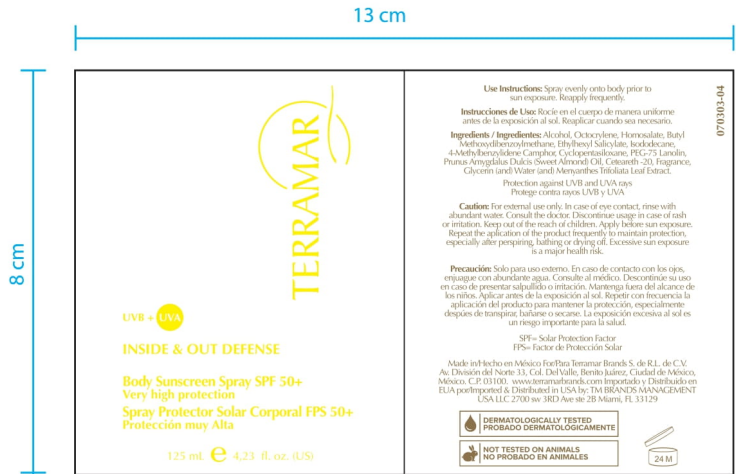 13 cm
8 cm
TERRAMAR
UVB + UVA
INSIDE & OUT DEFENSE
Body Sunscreen Spray SPF 50+
Very high protection
Spray Protector Solar Corporal FPS 50+
Protección muy Alta
125 mL ℮ 4,23 fl. oz. (US)
Use Instructions: Spray evenly onto body prior to
sun exposure. Reapply frequently.
Instrucciones de Uso: Rocíe en el cuerpo de manera uniforme
antes de la exposición al sol. Reaplicar cuando sea necesario.
Ingredients / Ingredientes: Alcohol, Octocrylene, Homosalate, Butyl
Methoxydibenzoylmethane, Ethylhexyl Salicylate, Isododecane,
4-Methylbenzylidene Camphor, Cyclopentasiloxane, PEG-75 Lanolin,
Prunus Amygdalus Dulcis (Sweet Almond) Oil, Ceteareth -20, Fragrance,
Glycerin (and) Water (and) Menyanthes Trifoliata Leaf Extract.
Protection against UVB and UVA rays
Protege contra rayos UVB y UVA
Caution: For external use only. In case of eye contact, rinse with
abundant water. Consult the doctor. Discontinue usage in case of rash
or irritation. Keep out of the reach of children. Apply before sun exposure.
Repeat the aplication of the product frequently to maintain protection,
especially after perspiring, bathing or drying off. Excessive sun exposure
is a major health risk.
Precaución: Solo para uso externo. En caso de contacto con los ojos,
enjuague con abundante agua. Consulte al médico. Descontinúe su uso
en caso de presentar salpullido o irritación. Mantenga fuera del alcance de
los niños. Aplicar antes de la exposición al sol. Repetir con frecuencia la
aplicación del producto para mantener la protección, especialmente
despúes de transpirar, bañarse o secarse. La exposición excesiva al sol es
un riesgo importante para la salud.
SPF= Solar Protection Factor
FPS= Factor de Protección Solar
Made in/Hecho en México For/Para Terramar Brands S. de R.L. de C.V.
Av. División del Norte 33, Col. Del Valle, Benito Juárez, Ciudad de México,
México. C.P. 03100. www.terramarbrands.com Importado y Distribuido en
EUA por/Imported & Distributed in USA by: TM BRANDS MANAGEMENT
USA LLC 2700 sw 3RD Ave ste 2B Miami, FL 33129
DERMATOLOGICALLY TESTED
PROBADO DERMATOLÓGICAMENTE
NOT TESTED ON ANIMALS
NO PROBADO EN ANIMALES
24 M
070303-04